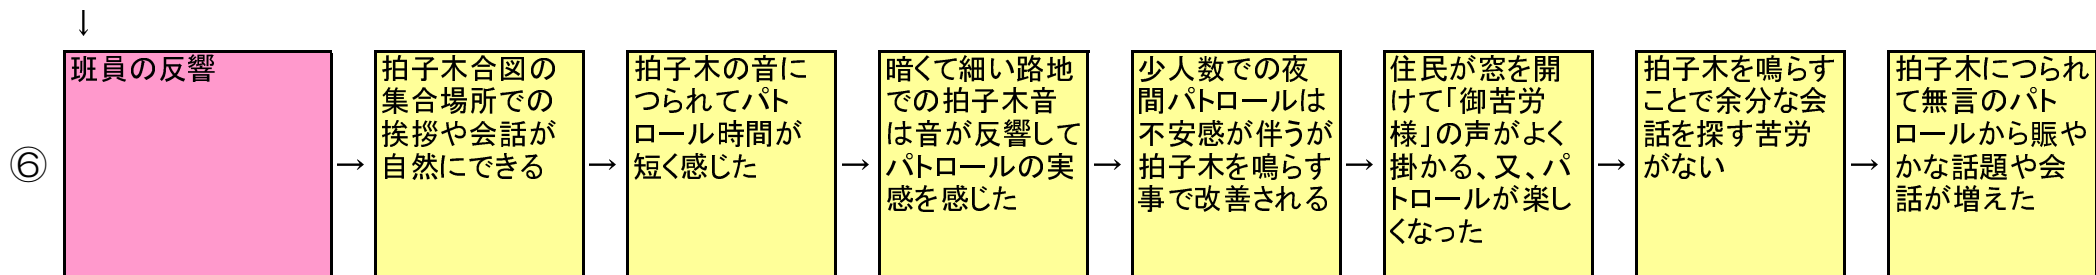 ↓
⑥
班員の反響
→
拍子木合図の
集合場所での
挨拶や会話が
自然にできる
→
拍子木の音に
つられてパト
ロール時間が
短く感じた
→
暗くて細い路地
での拍子木音
は音が反響して
パトロールの実
感を感じた
→
少人数での夜
間パトロールは
不安感が伴うが
拍子木を鳴らす
事で改善される
→
住民が窓を開
けて「御苦労
様」の声がよく
掛かる、又、パ
トロールが楽し
くなった
→
拍子木を鳴らす
ことで余分な会
話を探す苦労
がない
→
拍子木につられ
て無言のパト
ロールから賑や
かな話題や会
話が増えた